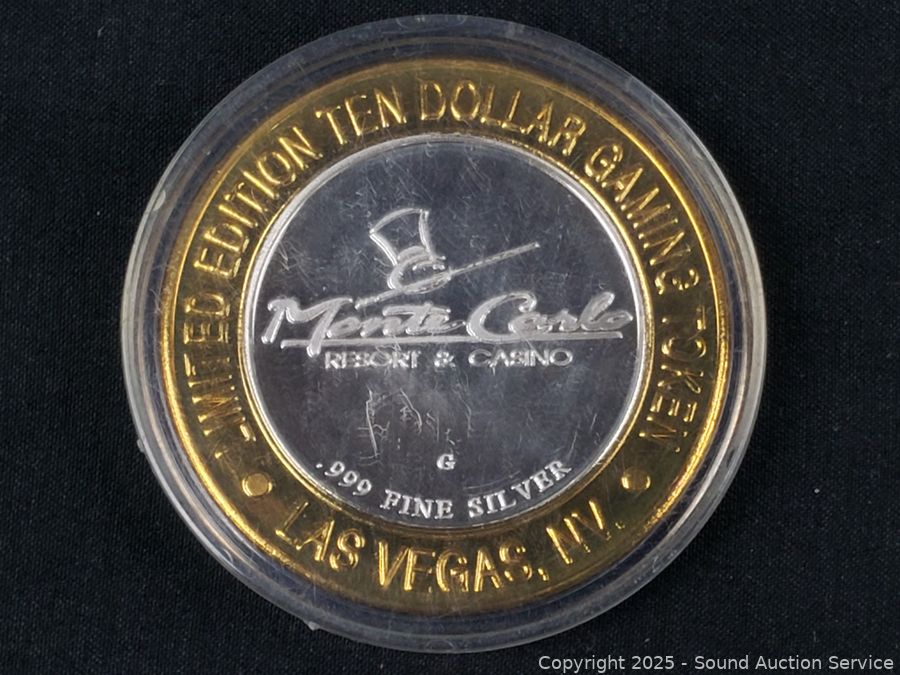 LIMITED EDITION TEN DOLLAR GAMING TOKEN
Monte Carlo
RESORT & CASINO
G
.999 FINE SILVER
LAS VEGAS, NV.
Copyright 2025 - Sound Auction Service